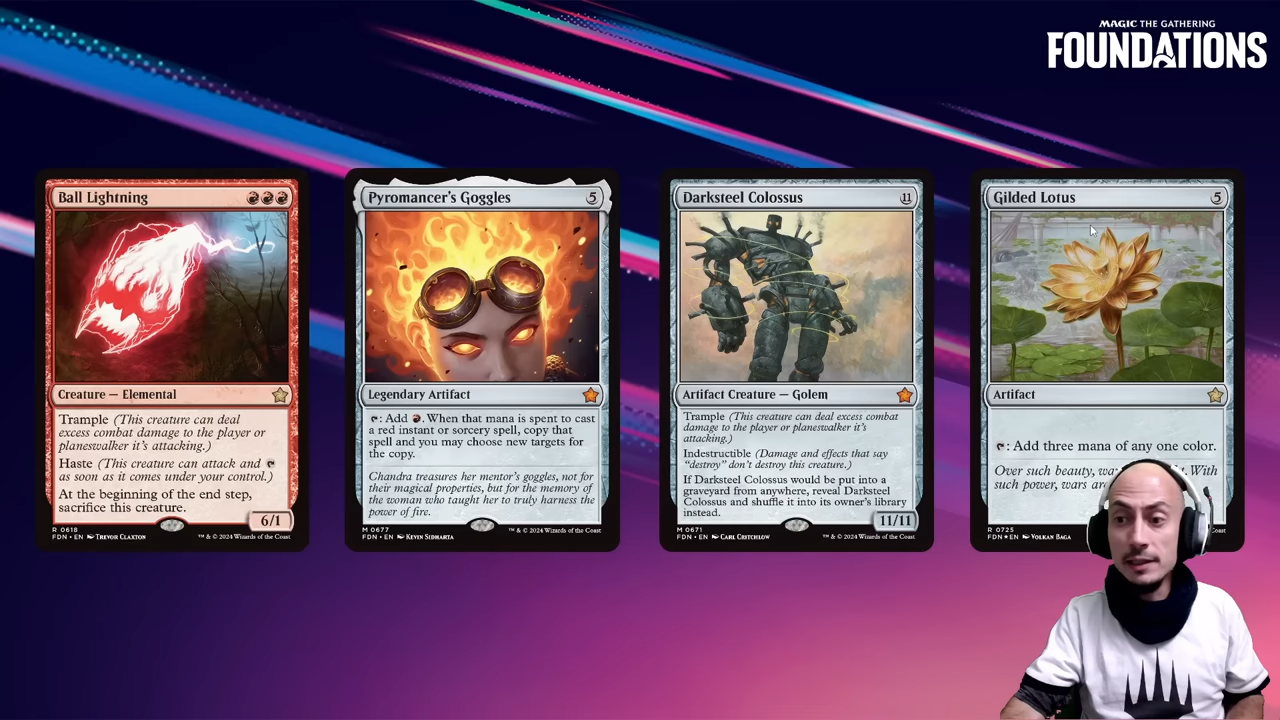 MAGIC THE GATHERING
FOUNDATIONS
Ball Lightning
Creature — Elemental
Trample (This creature can deal
excess combat damage to the player or
planeswalker it's attacking.)
Haste (This creature can attack and
as soon as it comes under your control.)
At the beginning of the end step,
sacrifice this creature.
6/1
R 0618
FDN • EN TREVOR CLAXTON
™ & © 2024 Wizards of the Coast
Pyromancer's Goggles 5
Legendary Artifact
: Add . When that mana is spent to cast
a red instant or sorcery spell, copy that
spell and you may choose new targets for
the copy.
Chandra treasures her mentor's goggles, not for
their magical properties, but for the memory of
the woman who taught her to truly harness the
power of fire.
M 0677
FDN • EN KEVIN SIDHARTA
™ & © 2024 Wizards of the Coast
Darksteel Colossus 11
Artifact Creature — Golem
Trample (This creature can deal excess combat
damage to the player or planeswalker it's
attacking.)
Indestructible (Damage and effects that say
"destroy" don't destroy this creature.)
If Darksteel Colossus would be put into a
graveyard from anywhere, reveal Darksteel
Colossus and shuffle it into its owner's library
instead.
11/11
M 0671
FDN • EN CARL CRITCHLOW
™ & © 2024 Wizards of the Coast
Gilded Lotus 5
Artifact
: Add three mana of any one color.
Over such beauty, With
such power, wars
R 0725
FDN ★ EN VOLKAN BAGA
Coast